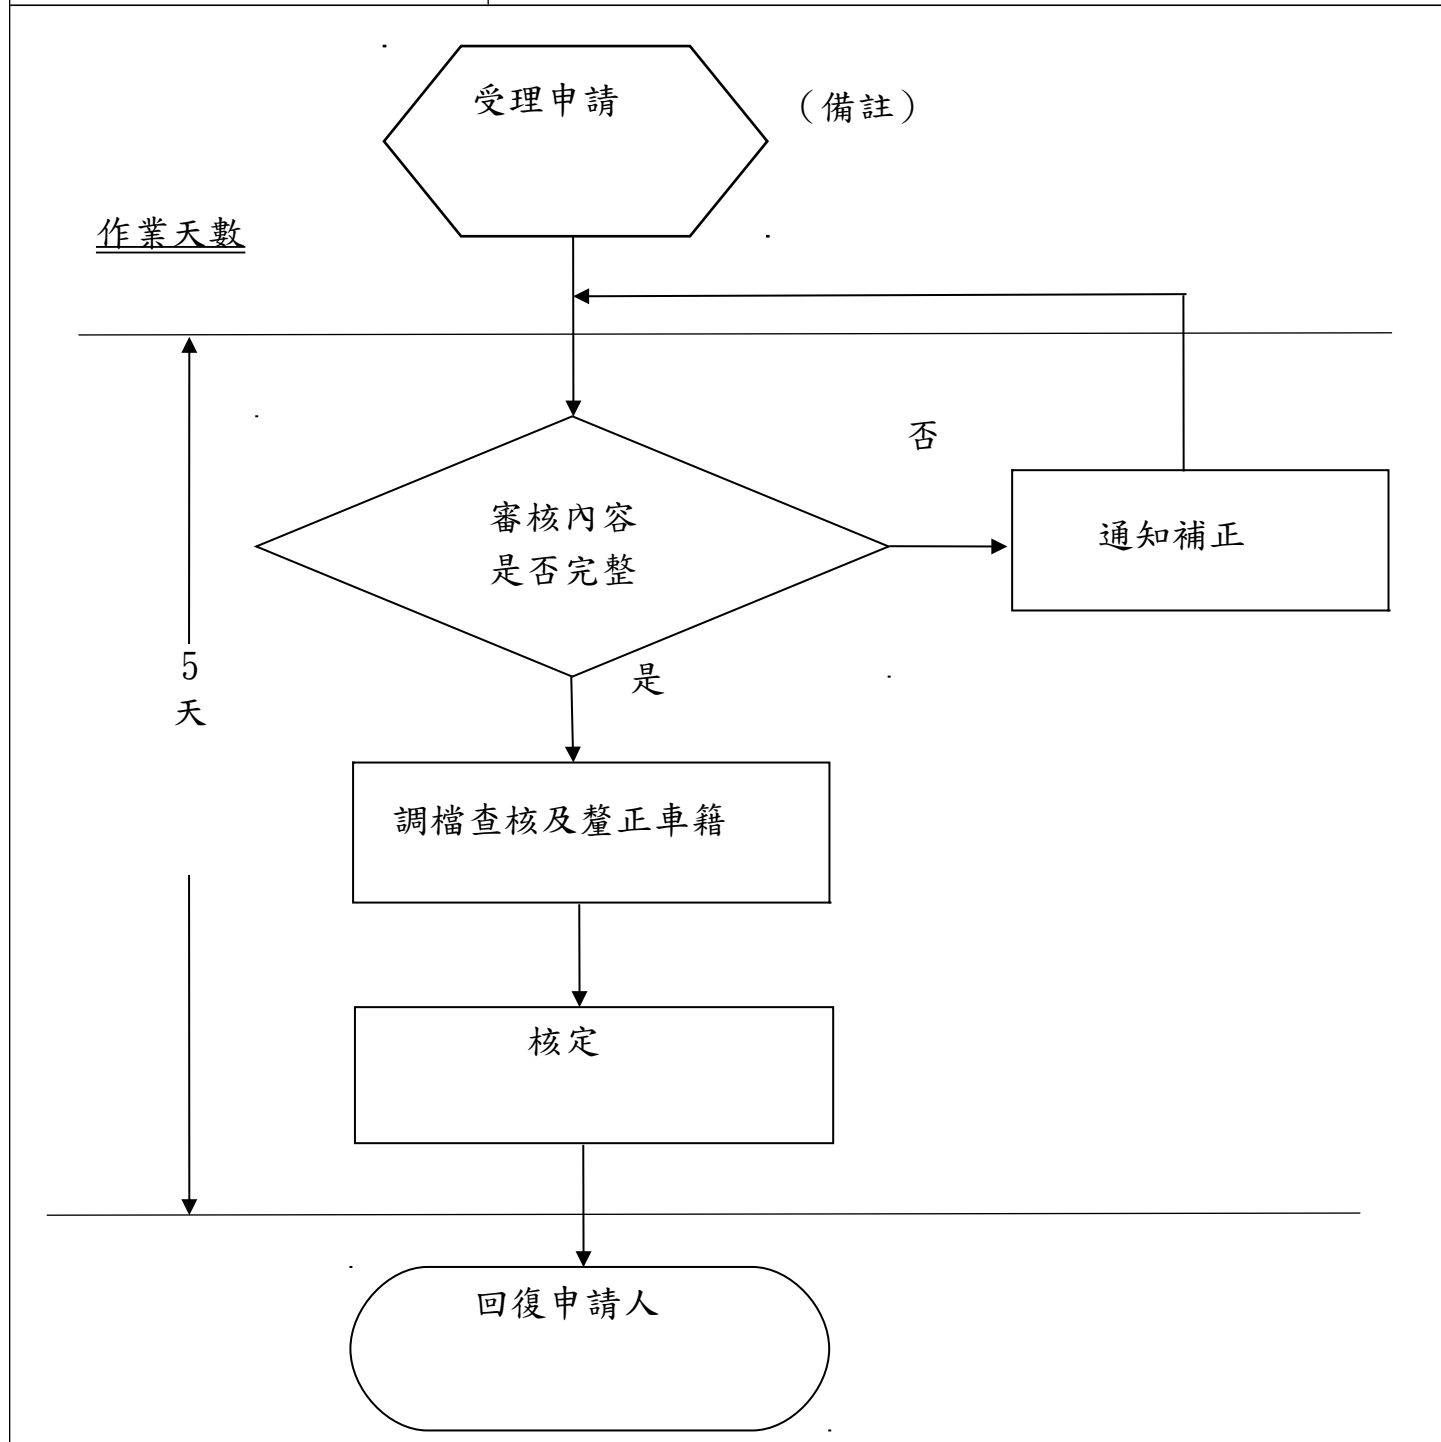 受理申請
（備註）
作業天數
否
審核內容
是否完整
通知補正
是
5
天
調檔查核及釐正車籍
核定
回復申請人